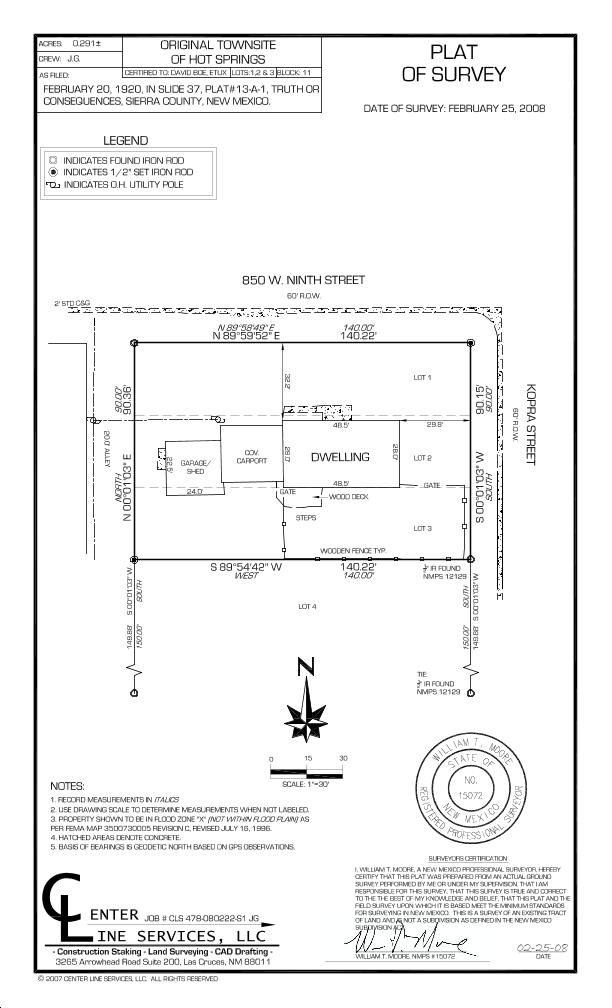 ACRES: 0.291±
CREW: J.G.
AS FILED:
ORIGINAL TOWNSITE
OF HOT SPRINGS
CERTIFIED TO: DAVID BOE, ETUX LOTS:1,2 & 3 BLOCK: 11
FEBRUARY 20, 1920, IN SLIDE 37, PLAT#13-A-1, TRUTH OR
CONSEQUENCES, SIERRA COUNTY, NEW MEXICO.
PLAT
OF SURVEY
DATE OF SURVEY: FEBRUARY 25, 2008
LEGEND
INDICATES FOUND IRON ROD
INDICATES 1/2" SET IRON ROD
INDICATES O.H. UTILITY POLE
850 W. NINTH STREET
60' R.O.W.
2' STD C&G
N 89°58'49" E 140.00'
N 89°59'52" E 140.22'
LOT 1
32.2'
90.00'
90.36'
90.15'
90.00'
KOPRA STREET
60' R.O.W.
48.5'
29.8'
20.0' ALLEY
NORTH
N 00°01'03" E
22.5'
GARAGE/
SHED
24.0'
COV.
CARPORT
28.0'
DWELLING
28.0'
LOT 2
S 00°01'03" W
SOUTH
48.5'
GATE
GATE
WOOD DECK
STEPS
LOT 3
WOODEN FENCE TYP.
S 89°54'42" W 140.22'
WEST 140.00'
IR FOUND
NMPS 12129
S 00°01'03" W
SOUTH
149.88'
150.00'
LOT 4
SOUTH
S 00°01'03" W
150.00'
149.88'
TIE:
IR FOUND
NMPS 12129
N
0 15 30
SCALE: 1"=30'
WILLIAM T. MOORE
STATE OF
NO.
15072
NEW MEXICO
REGISTERED PROFESSIONAL SURVEYOR
NOTES:
1. RECORD MEASUREMENTS IN ITALICS
2. USE DRAWING SCALE TO DETERMINE MEASUREMENTS WHEN NOT LABELED.
3. PROPERTY SHOWN TO BE IN FLOOD ZONE "X" (NOT WITHIN FLOOD PLAIN) AS
PER FEMA MAP 3500730005 REVISION C, REVISED JULY 16, 1996.
4. HATCHED AREAS DENOTE CONCRETE.
5. BASIS OF BEARINGS IS GEODETIC NORTH BASED ON GPS OBSERVATIONS.
SURVEYORS CERTIFICATION
I, WILLIAM T. MOORE, A NEW MEXICO PROFESSIONAL SURVEYOR, HEREBY
CERTIFY THAT THIS PLAT WAS PREPARED FROM AN ACTUAL GROUND
SURVEY PERFORMED BY ME OR UNDER MY SUPERVISION, THAT I AM
RESPONSIBLE FOR THIS SURVEY, THAT THIS SURVEY IS TRUE AND CORRECT
TO THE THE BEST OF MY KNOWLEDGE AND BELIEF, THAT THIS PLAT AND THE
FIELD SURVEY UPON WHICH IT IS BASED MEET THE MINIMUM STANDARDS
FOR SURVEYING IN NEW MEXICO. THIS IS A SURVEY OF AN EXISTING TRACT
OF LAND AND IS NOT A SUBDIVISION AS DEFINED IN THE NEW MEXICO
SUBDIVISION ACT.
02-25-08
WILLIAM T. MOORE. NMPS #15072
DATE
CENTER JOB # CLS 478-080222-S1 JG
LINE SERVICES, LLC
- Construction Staking - Land Surveying - CAD Drafting -
3265 Arrowhead Road Suite 200, Las Cruces, NM 88011
© 2007 CENTER LINE SERVICES, LLC. ALL RIGHTS RESERVED